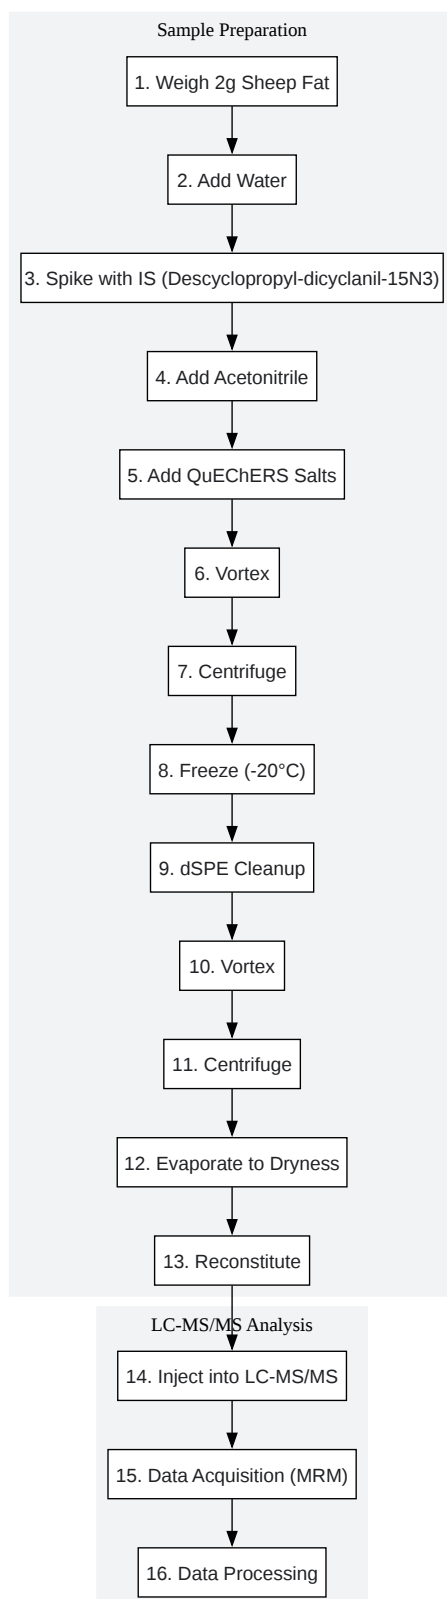 Sample Preparation
1. Weigh 2g Sheep Fat
2. Add Water
3. Spike with IS (Descyclopropyl-dicyclanil-15N3)
4. Add Acetonitrile
5. Add QuEChERS Salts
6. Vortex
7. Centrifuge
8. Freeze (-20°C)
9. dSPE Cleanup
10. Vortex
11. Centrifuge
12. Evaporate to Dryness
13. Reconstitute
LC-MS/MS Analysis
14. Inject into LC-MS/MS
15. Data Acquisition (MRM)
16. Data Processing